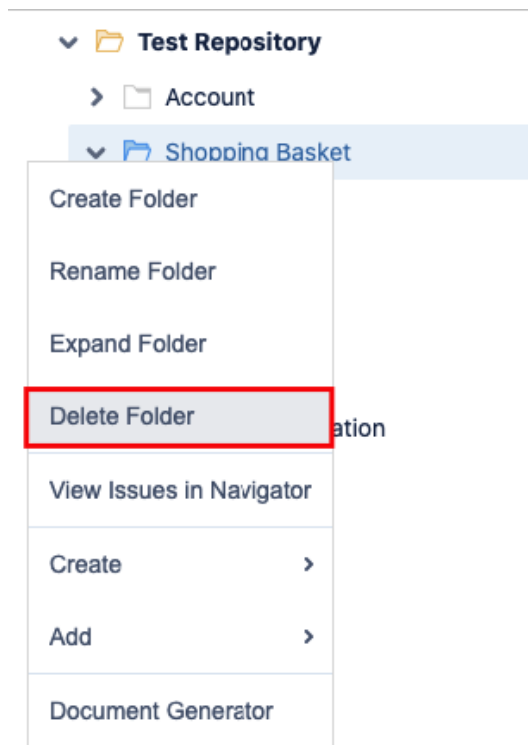 Test Repository
Account
Shopping Basket
Create Folder
Rename Folder
Expand Folder
Delete Folder
ation
View Issues in Navigator
Create
Add
Document Generator